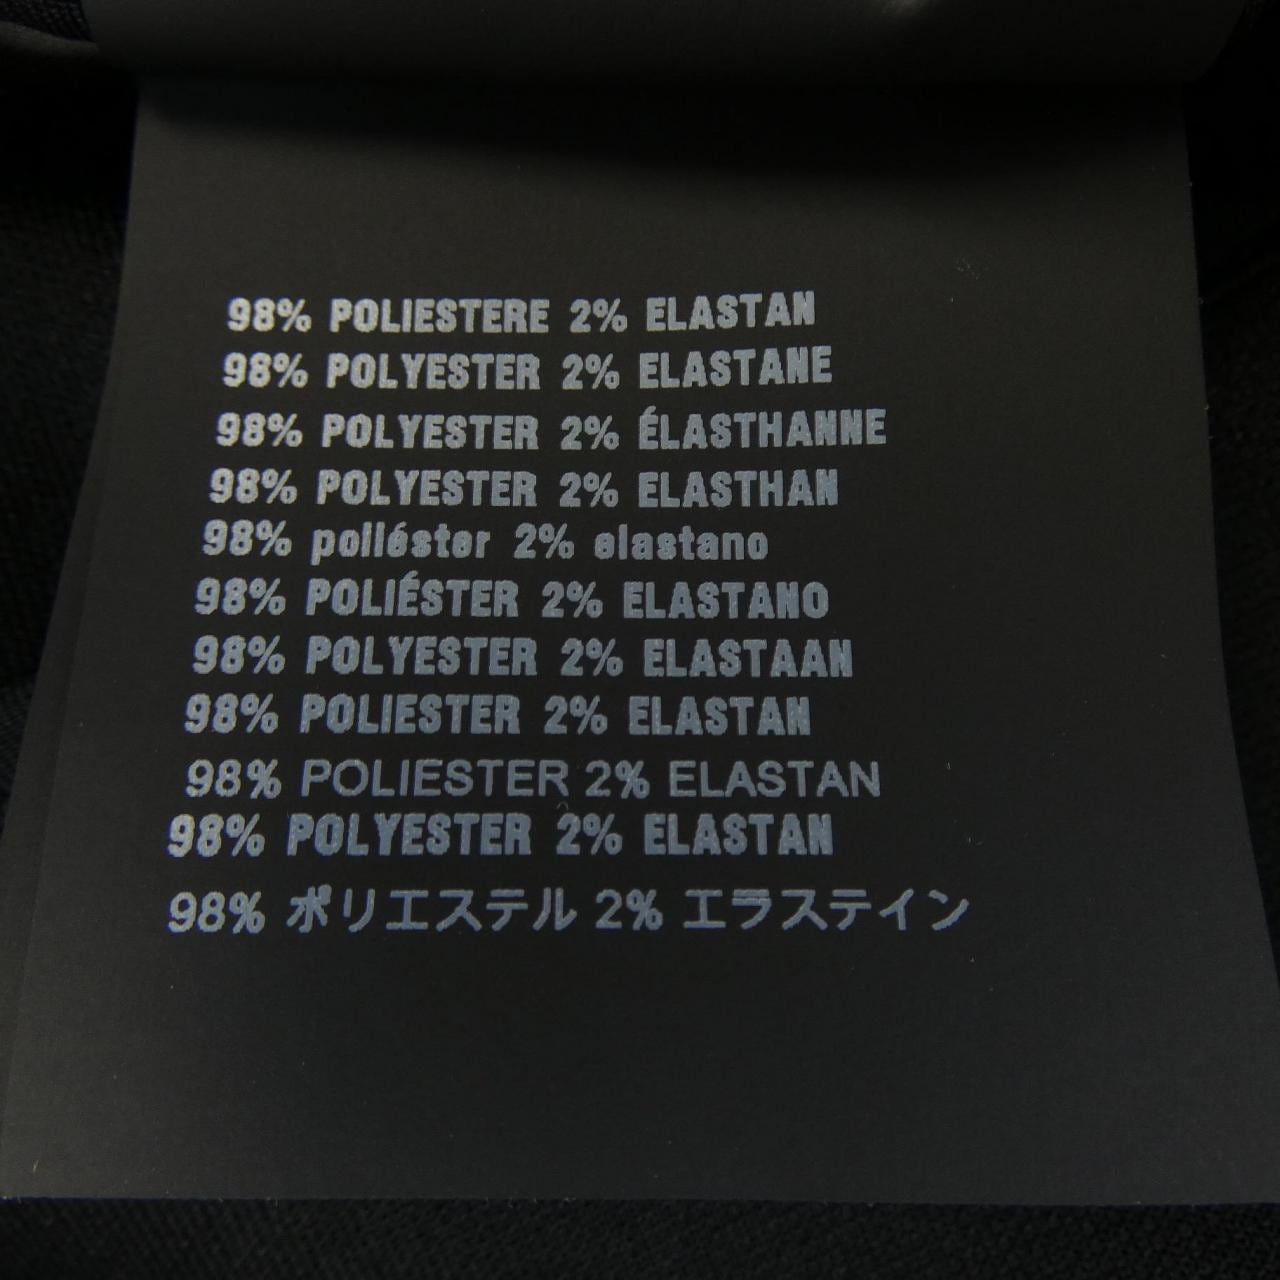 98% POLIESTERE 2% ELASTAN
98% POLYESTER 2% ELASTANE
98% POLYESTER 2% ÉLASTHANNE
98% POLYESTER 2% ELASTHAN
98% poliéster 2% elastano
98% POLIÉSTER 2% ELASTANO
98% POLYESTER 2% ELASTAAN
98% POLIESTER 2% ELASTAN
98% POLIESTER 2% ELASTAN
98% POLYESTER 2% ELASTAN
98% ポリエステル 2% エラステイン